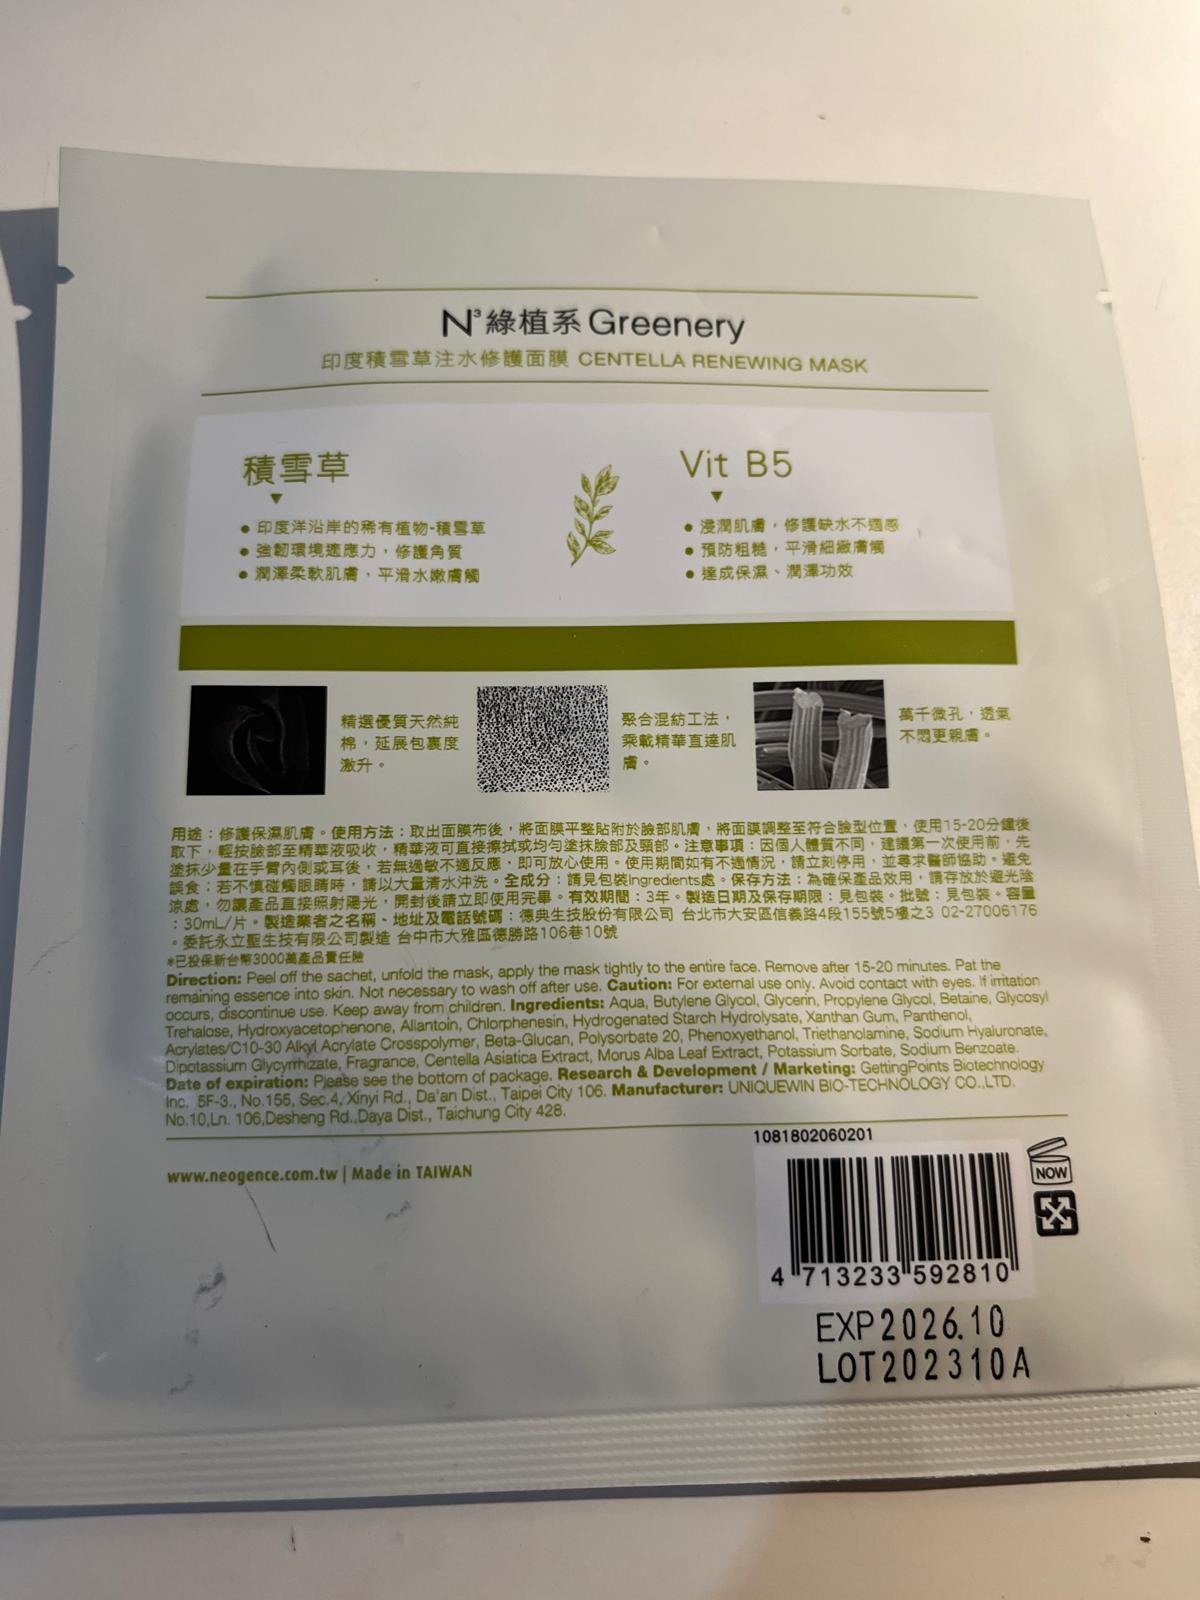 N³綠植系Greenery
印度積雪草注水修護面膜 CENTELLA RENEWING MASK
積雪草
● 印度洋沿岸的稀有植物-積雪草
● 強韌環境適應力，修護角質
● 潤澤柔軟肌膚，平滑水嫩膚觸
Vit B5
● 浸潤肌膚，修護缺水不適感
● 預防粗糙，平滑細緻膚觸
● 達成保濕、潤澤功效
精選優質天然純
棉，延展包裹度
激升。
聚合混紡工法，
乘載精華直達肌
膚。
萬千微孔，透氣
不悶更親膚。
用途：修護保濕肌膚。使用方法：取出面膜布後，將面膜平整貼附於臉部肌膚，將面膜調整至符合臉型位置，使用15-20分鐘後
取下，輕按臉部至精華液吸收，精華液可直接擦拭或均勻塗抹臉部及頸部。注意事項：因個人體質不同，建議第一次使用前，先
塗抹少量在手臂內側或耳後，若無過敏不適反應，即可放心使用。使用期間如有不適情況，請立刻停用，並尋求醫師協助。避免
誤食；若不慎碰觸眼睛時，請以大量清水沖洗。全成分：請見包裝Ingredients處。保存方法：為確保產品效用，請存放於避光陰
涼處，勿讓產品直接照射陽光，開封後請立即使用完畢。有效期間：3年。製造日期及保存期限：見包裝。批號：見包裝。容量
：30mL/片。製造業者之名稱、地址及電話號碼：德典生技股份有限公司 台北市大安區信義路4段155號5樓之3 02-27006176
。委託永立聖生技有限公司製造 台中市大雅區德勝路106巷10號
*已投保新台幣3000萬產品責任險
Direction: Peel off the sachet, unfold the mask, apply the mask tightly to the entire face. Remove after 15-20 minutes. Pat the
remaining essence into skin. Not necessary to wash off after use. Caution: For external use only. Avoid contact with eyes. If irritation
occurs, discontinue use. Keep away from children. Ingredients: Aqua, Butylene Glycol, Glycerin, Propylene Glycol, Betaine, Glycosyl
Trehalose, Hydroxyacetophenone, Allantoin, Chlorphenesin, Hydrogenated Starch Hydrolysate, Xanthan Gum, Panthenol,
Acrylates/C10-30 Alkyl Acrylate Crosspolymer, Beta-Glucan, Polysorbate 20, Phenoxyethanol, Triethanolamine, Sodium Hyaluronate,
Dipotassium Glycyrrhizate, Fragrance, Centella Asiatica Extract, Morus Alba Leaf Extract, Potassium Sorbate, Sodium Benzoate.
Date of expiration: Please see the bottom of package. Research & Development / Marketing: GettingPoints Biotechnology
Inc. 5F-3., No.155, Sec.4, Xinyi Rd., Da'an Dist., Taipei City 106. Manufacturer: UNIQUEWIN BIO-TECHNOLOGY CO.,LTD.
No.10,Ln. 106,Desheng Rd.,Daya Dist., Taichung City 428.
1081802060201
www.neogence.com.tw | Made in TAIWAN
NOW
4 713233 592810
EXP2026.10
LOT202310A